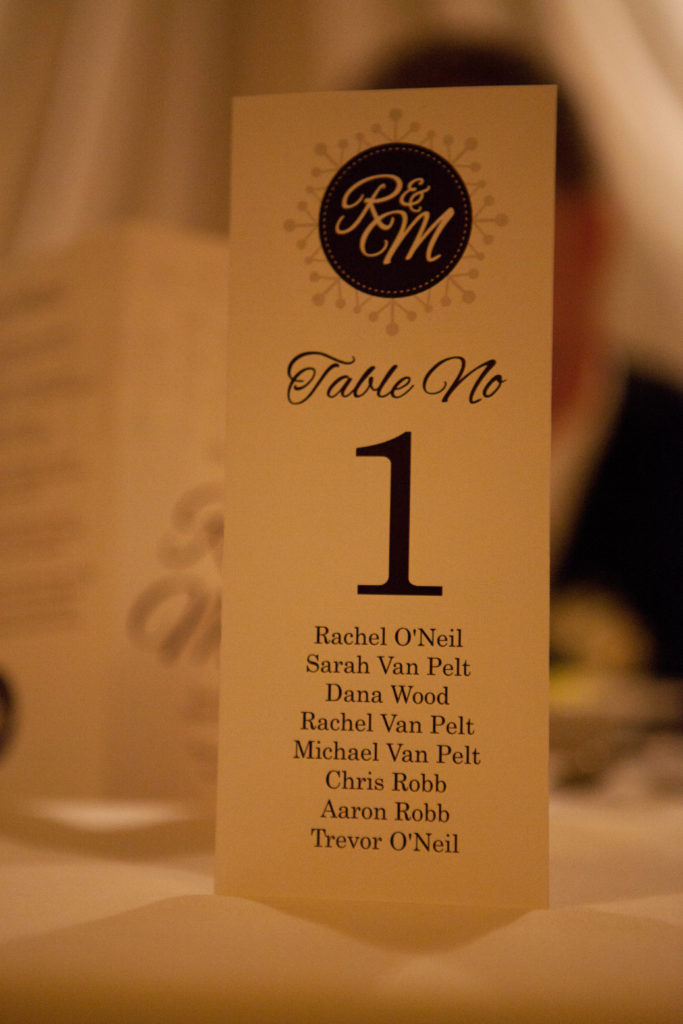 R&
M
Table No
1
Rachel O'Neil
Sarah Van Pelt
Dana Wood
Rachel Van Pelt
Michael Van Pelt
Chris Robb
Aaron Robb
Trevor O'Neil